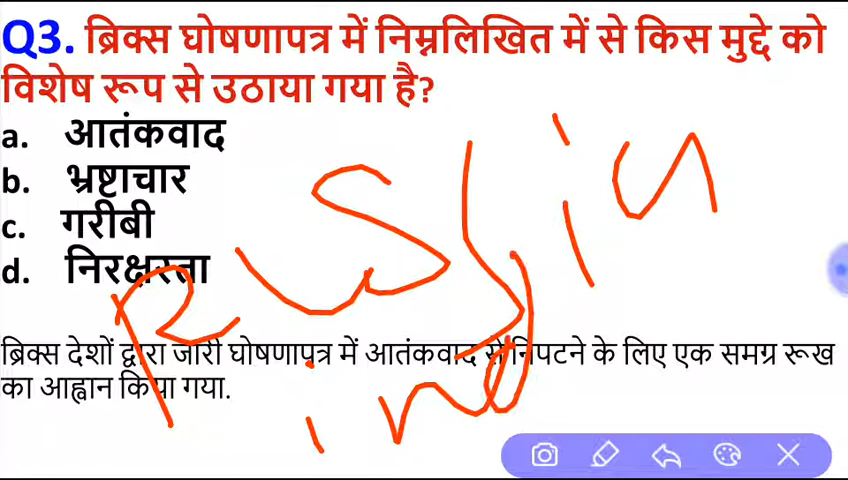 Q3. ब्रिक्स घोषणापत्र में निम्नलिखित में से किस मुद्दे को
विशेष रूप से उठाया गया है?
a. आतंकवाद
b. भ्रष्टाचार
c. गरीबी
d. निरक्षरता
Russia
ब्रिक्स देशों द्वारा जारी घोषणापत्र में आतंकवाद से निपटने के लिए एक समग्र रूख
का आह्वान किया गया.
ind